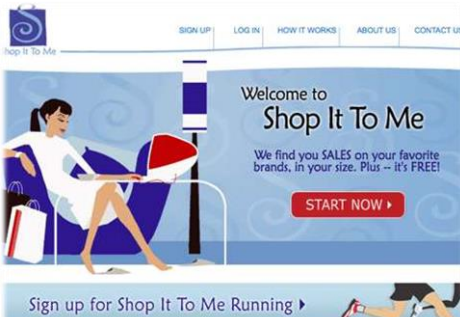 SIGN UP LOG IN HOW IT WORKS ABOUT US CONTACT US
Shop It To Me
Welcome to
Shop It To Me
We find you SALES on your favorite
brands, in your size. Plus -- it's FREE!
START NOW
Sign up for Shop It To Me Running